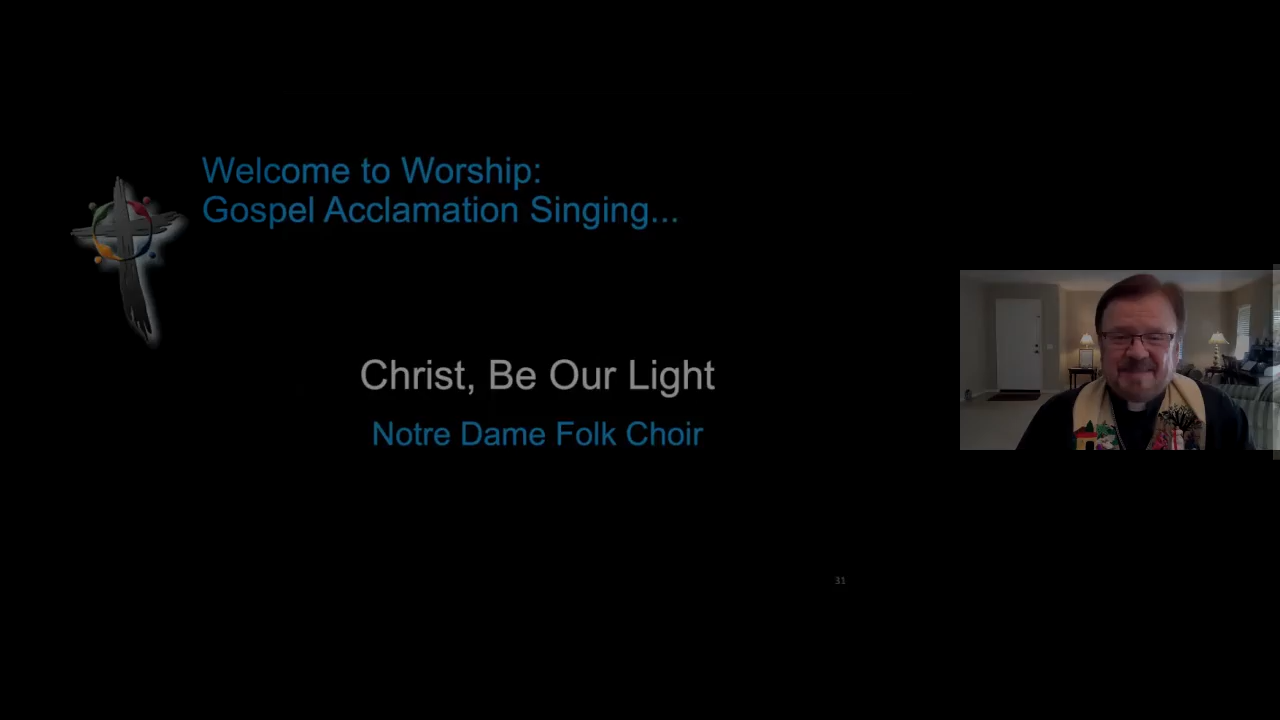 Welcome to Worship:
Gospel Acclamation Singing...
Christ, Be Our Light
Notre Dame Folk Choir
31